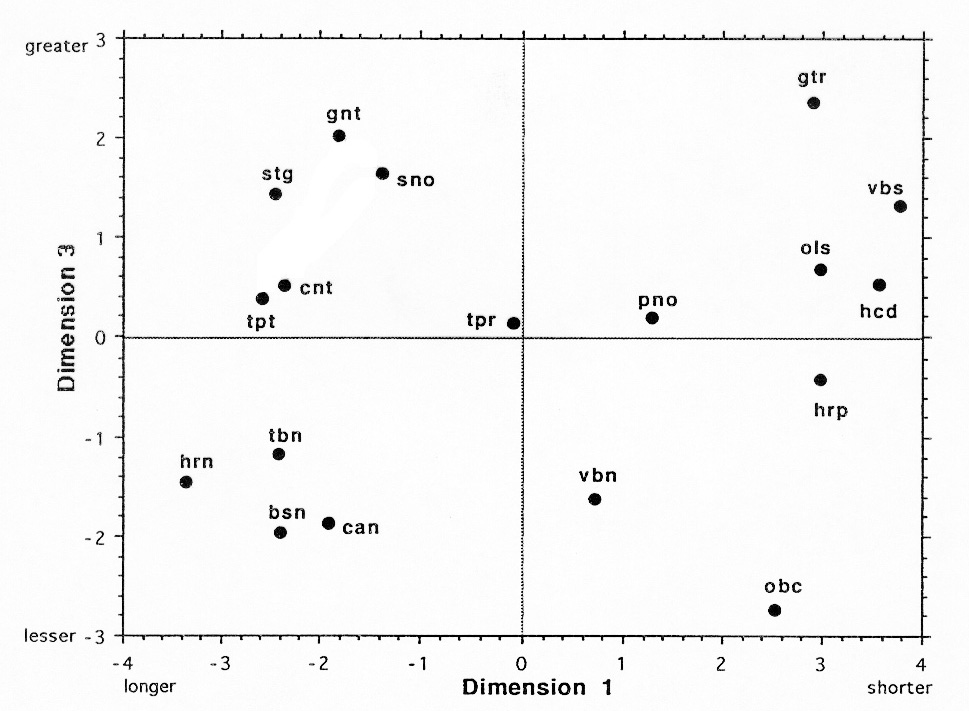 greater 3
gtr
gnt
2
stg
sno
vbs
1
ols
cnt
pno
hcd
tpt
tpr
0
Dimension 3
hrp
tbn
-1
hrn
vbn
bsn
can
-2
obc
lesser -3
-4 -3 -2 -1 0 1 2 3 4
longer Dimension 1 shorter